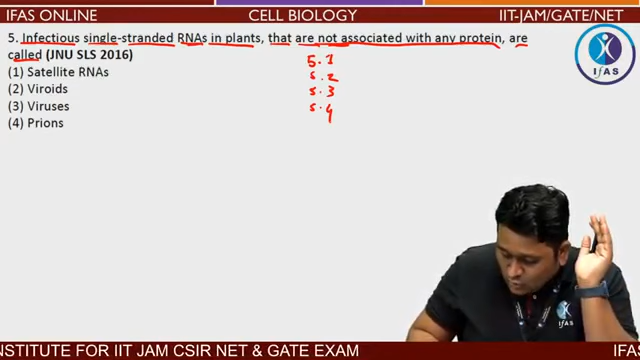 IFAS ONLINE CELL BIOLOGY IIT-JAM/GATE/NET
5. Infectious single-stranded RNAs in plants, that are not associated with any protein, are
called (JNU SLS 2016)
(1) Satellite RNAs
(2) Viroids
(3) Viruses
(4) Prions
5.1
5.2
5.3
5.4
iFAS
INSTITUTE FOR IIT JAM CSIR NET & GATE EXAM IFA